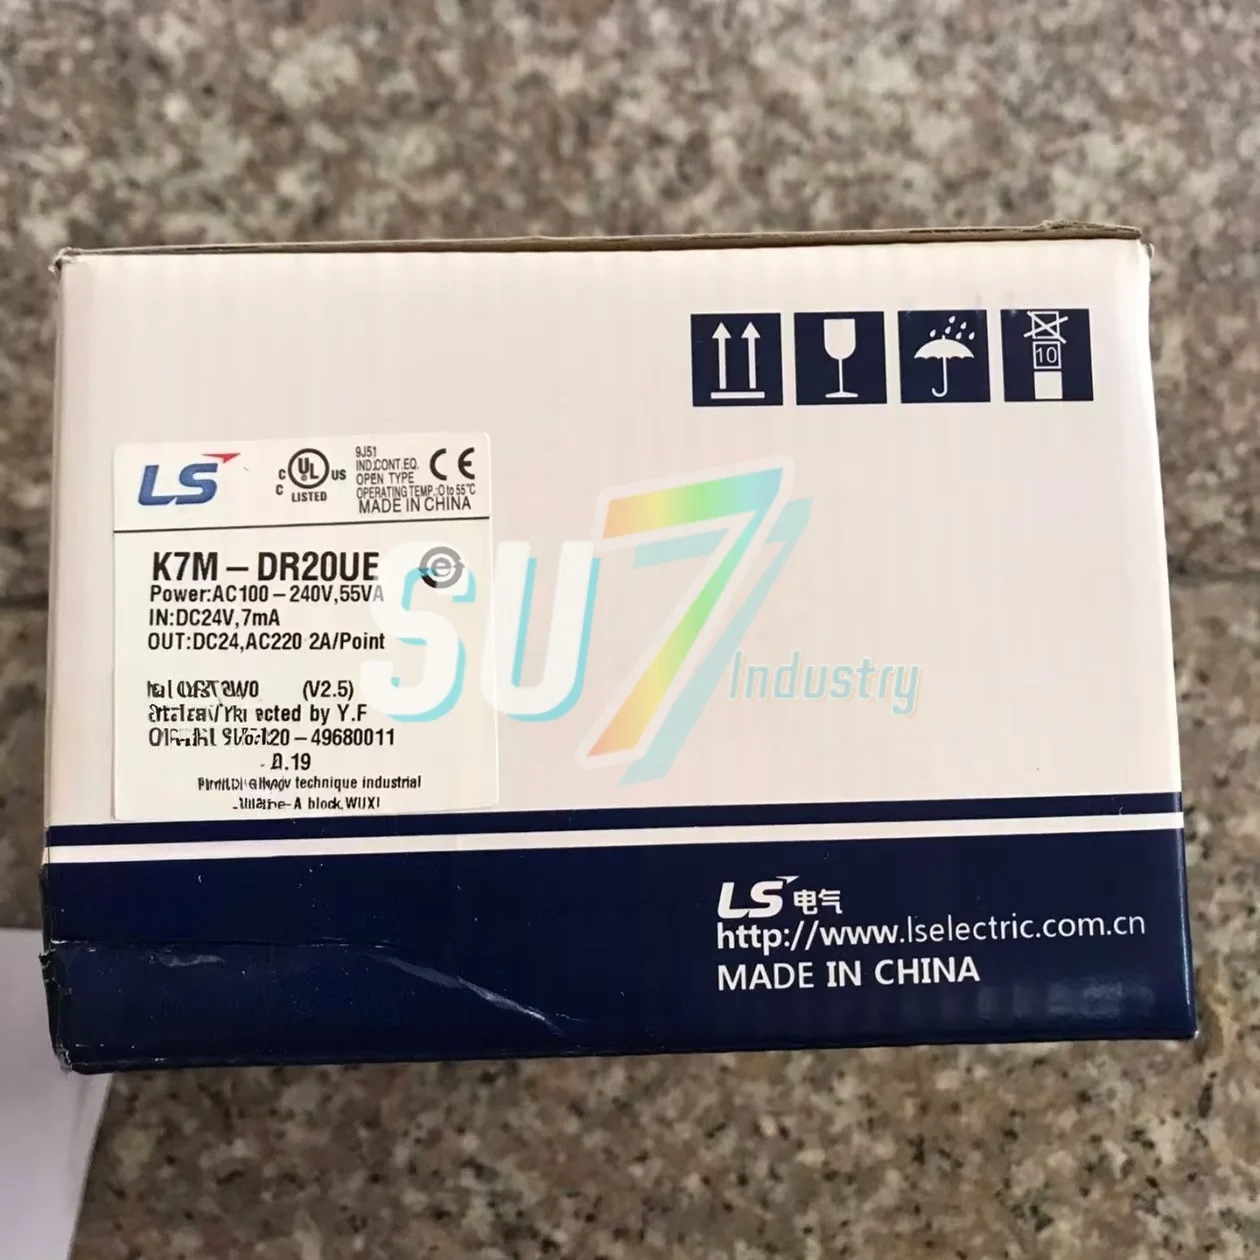 10
LS
C UL US
C LISTED
9J51
IND.CONT.EQ.
OPEN TYPE
OPERATING TEMP.:0 to 55°C
MADE IN CHINA
CE
K7M-DR20UE
Power:AC100-240V,55VA
IN:DC24V,7mA
OUT:DC24,AC220 2A/Point
(V2.5)
by Y.F
-49680011
.19
technique industrial
-A block,WUXI
SU7
Industry
LS 电气
http://www.lselectric.com.cn
MADE IN CHINA